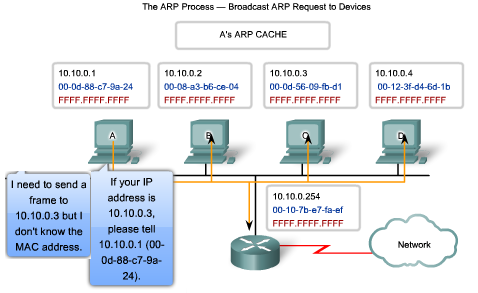 The ARP Process — Broadcast ARP Request to Devices
A's ARP CACHE
10.10.0.1
00-0d-88-c7-9a-24
FFFF.FFFF.FFFF
10.10.0.2
00-08-a3-b6-ce-04
FFFF.FFFF.FFFF
10.10.0.3
00-0d-56-09-fb-d1
FFFF.FFFF.FFFF
10.10.0.4
00-12-3f-d4-6d-1b
FFFF.FFFF.FFFF
A
B
C
D
I need to send a
frame to
10.10.0.3 but I
don't know the
MAC address.
If your IP
address is
10.10.0.3,
please tell
10.10.0.1 (00-
0d-88-c7-9a-
24).
10.10.0.254
00-10-7b-e7-fa-ef
FFFF.FFFF.FFFF
Network